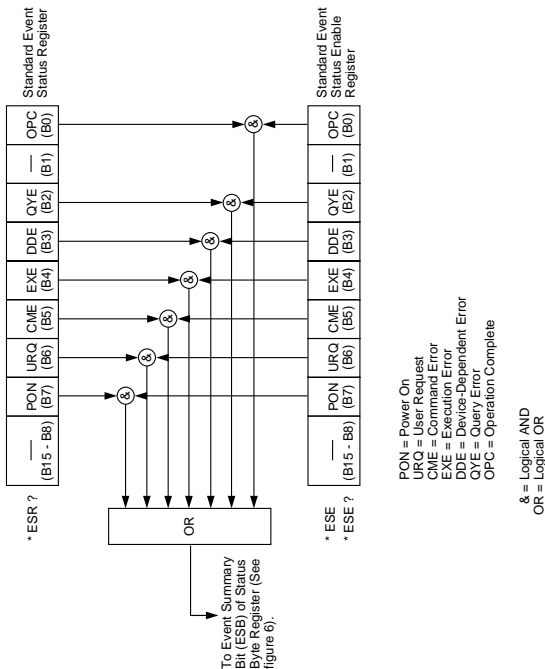 * ESR ?
—
(B15 - B8)
PON
(B7)
URQ
(B6)
CME
(B5)
EXE
(B4)
DDE
(B3)
QYE
(B2)
—
(B1)
OPC
(B0)
Standard Event
Status Register
&
&
&
&
&
&
&
OR
To Event Summary
Bit (ESB) of Status
Byte Register (See
figure 6).
* ESE
* ESE ?
—
(B15 - B8)
PON
(B7)
URQ
(B6)
CME
(B5)
EXE
(B4)
DDE
(B3)
QYE
(B2)
—
(B1)
OPC
(B0)
Standard Event
Status Enable
Register
PON = Power On
URQ = User Request
CME = Command Error
EXE = Execution Error
DDE = Device-Dependent Error
QYE = Query Error
OPC = Operation Complete
& = Logical AND
OR = Logical OR